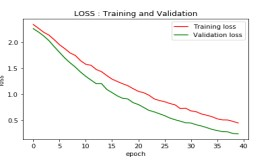 LOSS : Training and Validation
Training loss
Validation loss
2.0
1.5
1.0
0.5
loss
0 5 10 15 20 25 30 35 40
epoch